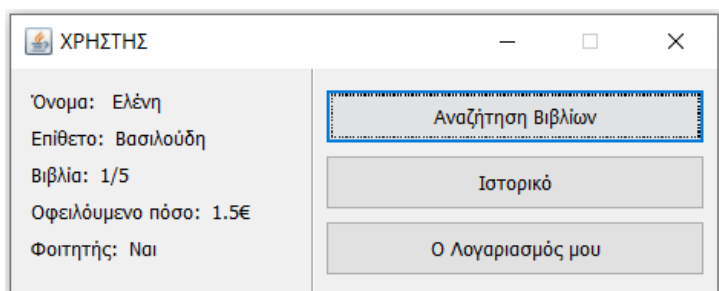 ΧΡΗΣΤΗΣ
Όνομα: Ελένη
Επίθετο: Βασιλούδη
Βιβλία: 1/5
Οφειλόμενο πόσο: 1.5€
Φοιτητής: Ναι
Αναζήτηση Βιβλίων
Ιστορικό
Ο Λογαριασμός μου